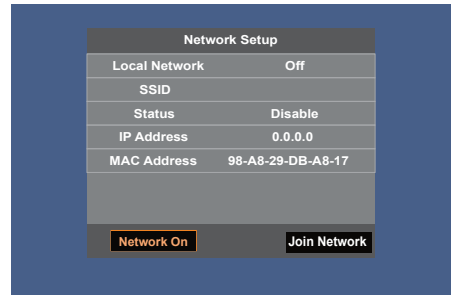 Network Setup
Local Network Off
SSID
Status Disable
IP Address 0.0.0.0
MAC Address 98-A8-29-DB-A8-17
Network On Join Network